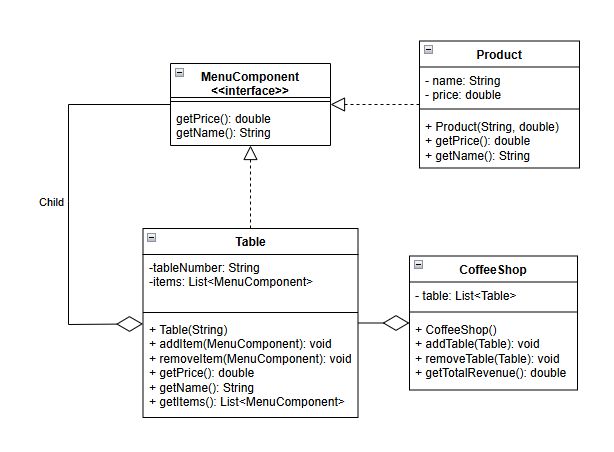 MenuComponent
<<interface>>
getPrice(): double
getName(): String
Product
- name: String
- price: double
+ Product(String, double)
+ getPrice(): double
+ getName(): String
Child
Table
-tableNumber: String
-items: List<MenuComponent>
+ Table(String)
+ addItem(MenuComponent): void
+ removeItem(MenuComponent): void
+ getPrice(): double
+ getName(): String
+ getItems(): List<MenuComponent>
CoffeeShop
- table: List<Table>
+ CoffeeShop()
+ addTable(Table): void
+ removeTable(Table): void
+ getTotalRevenue(): double